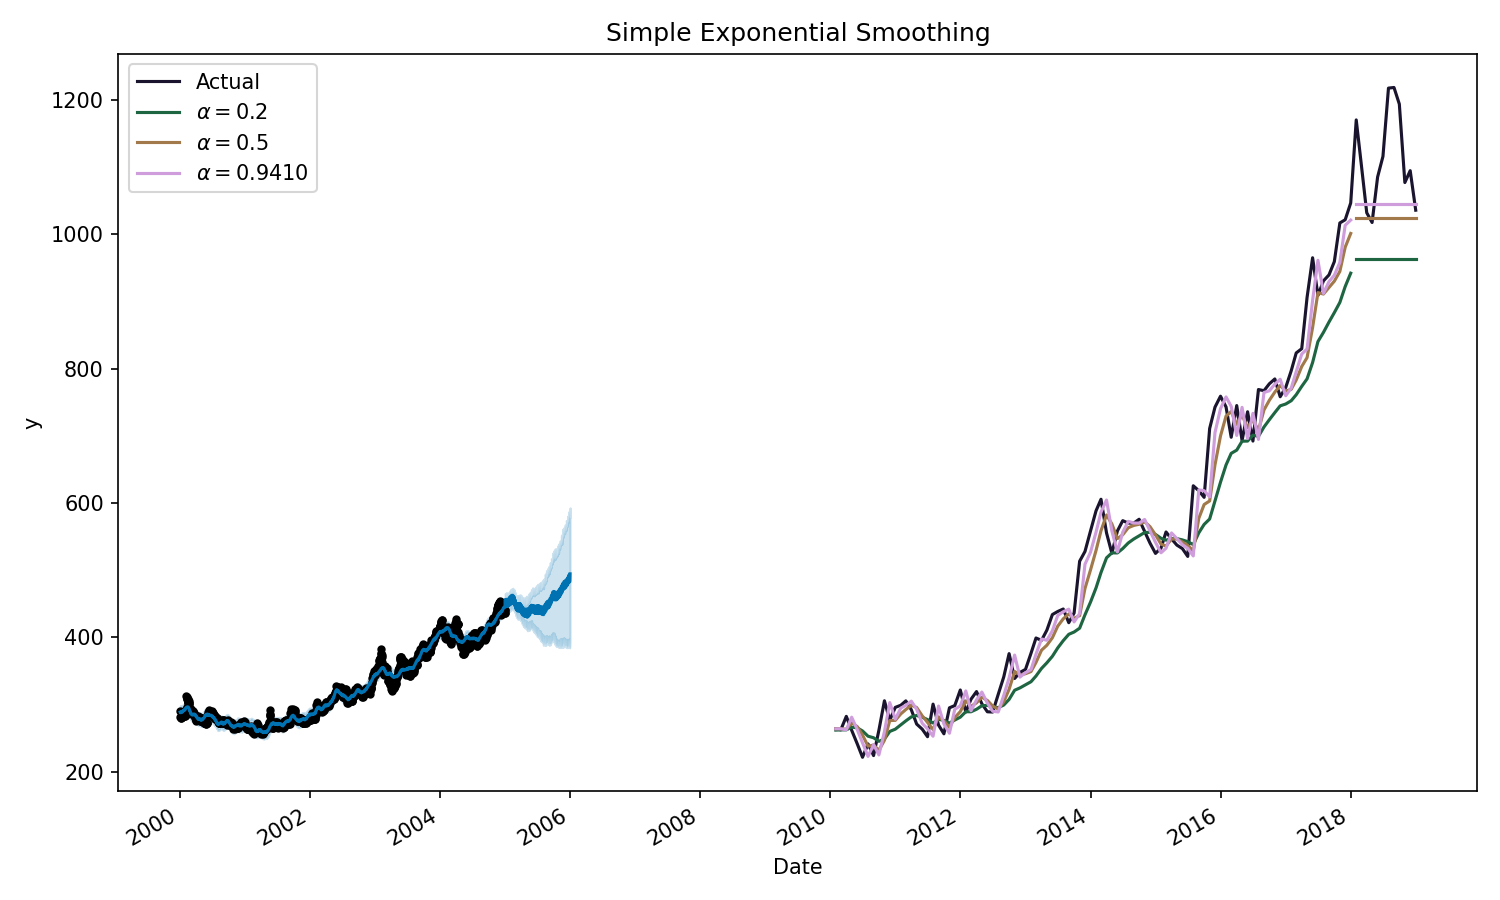 Simple Exponential Smoothing
Actual
α = 0.2
α = 0.5
α = 0.9410
1200
1000
800
600
400
200
y
2000 2002 2004 2006 2008 2010 2012 2014 2016 2018
Date